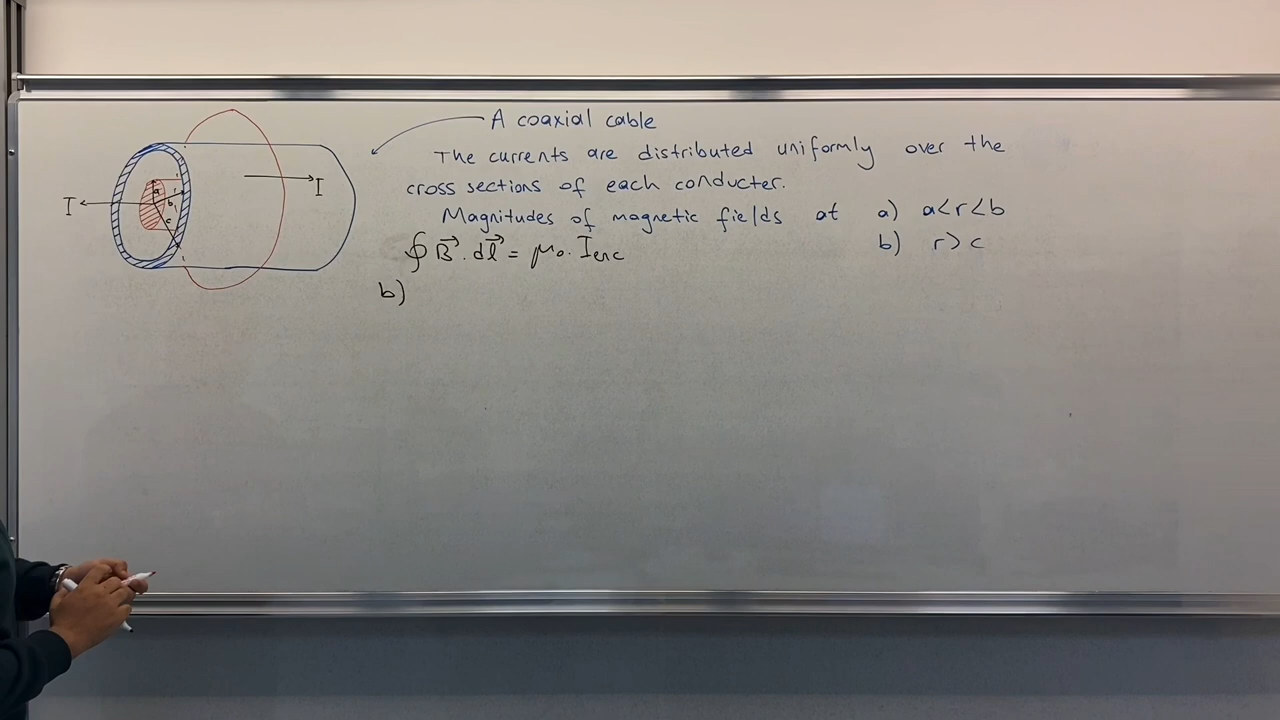 A coaxial cable
The currents are distributed uniformly over the
cross sections of each conducter.
Magnitudes of magnetic fields at a) a<r<b
b) r>c
∮ B⃗ . dl⃗ = μ₀ . Ienc
b)
I
I
a
r
b
c